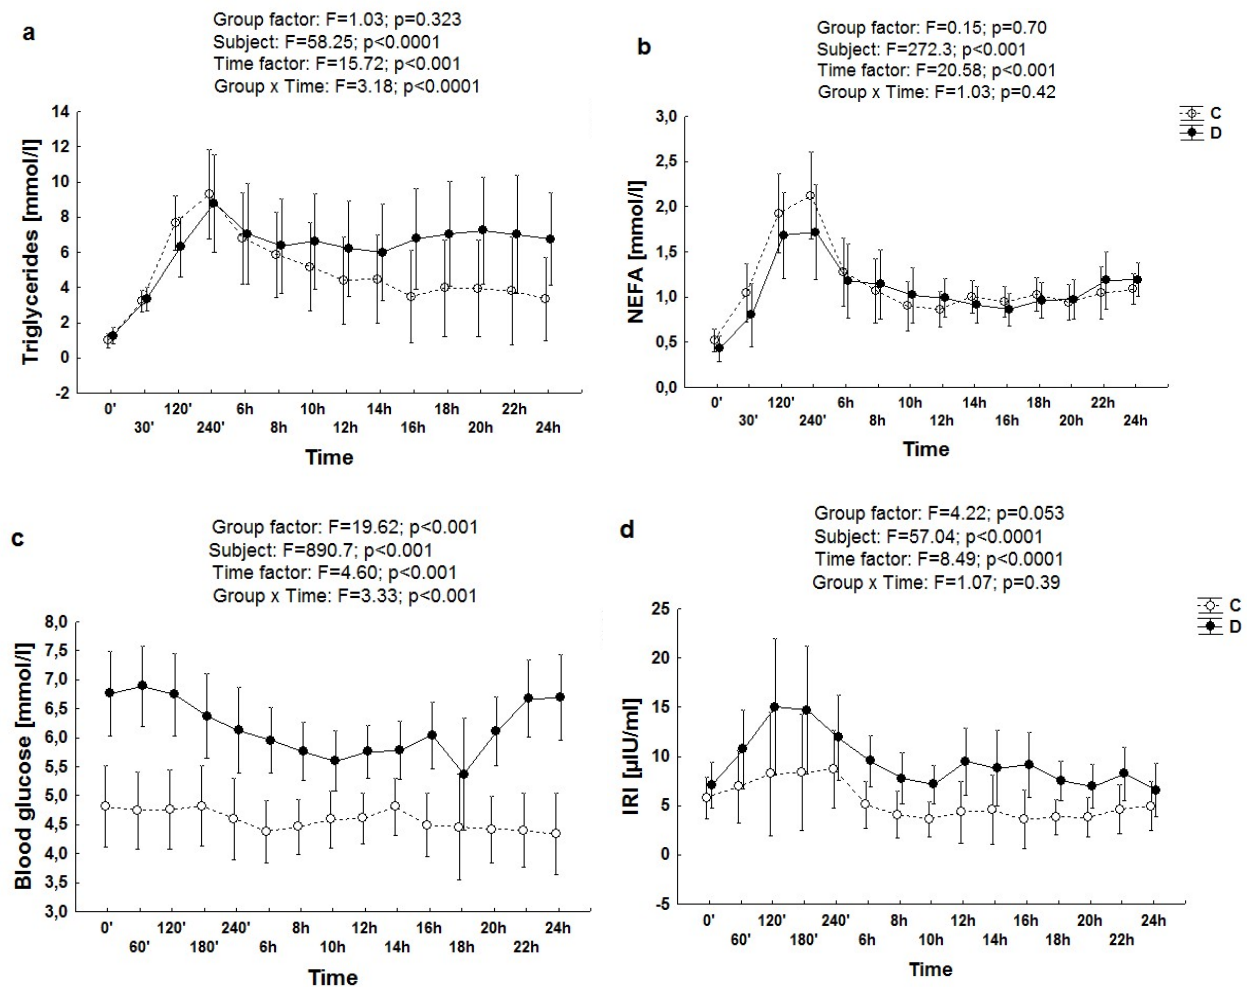 a
Group factor: F=1.03; p=0.323
Subject: F=58.25; p<0.0001
Time factor: F=15.72; p<0.001
Group x Time: F=3.18; p<0.0001
Triglycerides [mmol/l]
14
12
10
8
6
4
2
0
-2
0' 120' 6h 10h 14h 18h 22h
30' 240' 8h 12h 16h 20h 24h
Time
b
Group factor: F=0.15; p=0.70
Subject: F=272.3; p<0.001
Time factor: F=20.58; p<0.001
Group x Time: F=1.03; p=0.42
C
D
NEFA [mmol/l]
3,0
2,5
2,0
1,5
1,0
0,5
0,0
0' 120' 6h 10h 14h 18h 22h
30' 240' 8h 12h 16h 20h 24h
Time
c
Group factor: F=19.62; p<0.001
Subject: F=890.7; p<0.001
Time factor: F=4.60; p<0.001
Group x Time: F=3.33; p<0.001
Blood glucose [mmol/l]
8,0
7,5
7,0
6,5
6,0
5,5
5,0
4,5
4,0
3,5
3,0
0' 120' 240' 8h 12h 16h 20h 24h
60' 180' 6h 10h 14h 18h 22h
Time
d
Group factor: F=4.22; p=0.053
Subject: F=57.04; p<0.0001
Time factor: F=8.49; p<0.0001
Group x Time: F=1.07; p=0.39
C
D
IRI [µIU/ml]
25
20
15
10
5
0
-5
0' 120' 240' 8h 12h 16h 20h 24h
60' 180' 6h 10h 14h 18h 22h
Time